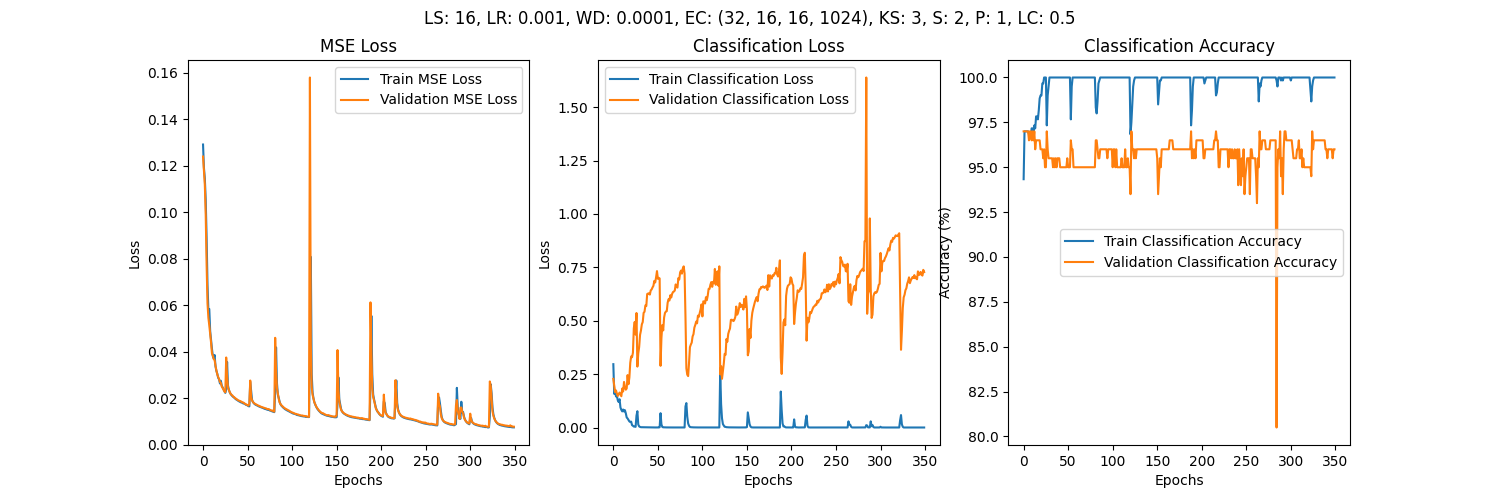 LS: 16, LR: 0.001, WD: 0.0001, EC: (32, 16, 16, 1024), KS: 3, S: 2, P: 1, LC: 0.5
MSE Loss
Train MSE Loss
Validation MSE Loss
0.16
0.14
0.12
0.10
0.08
0.06
0.04
0.02
0.00
Loss
0 50 100 150 200 250 300 350
Epochs
Classification Loss
Train Classification Loss
Validation Classification Loss
1.50
1.25
1.00
0.75
0.50
0.25
0.00
Loss
0 50 100 150 200 250 300 350
Epochs
Classification Accuracy
100.0
97.5
95.0
92.5
90.0
87.5
85.0
82.5
80.0
Accuracy (%)
Train Classification Accuracy
Validation Classification Accuracy
0 50 100 150 200 250 300 350
Epochs